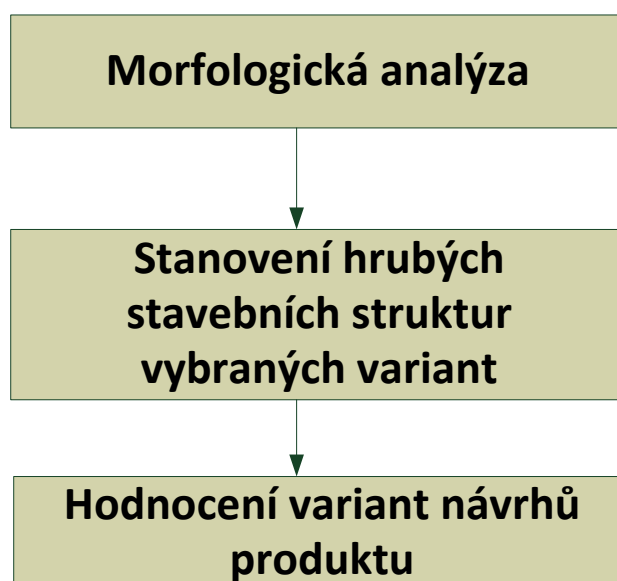 Morfologická analýza
Stanovení hrubých
stavebních struktur
vybraných variant
Hodnocení variant návrhů
produktu